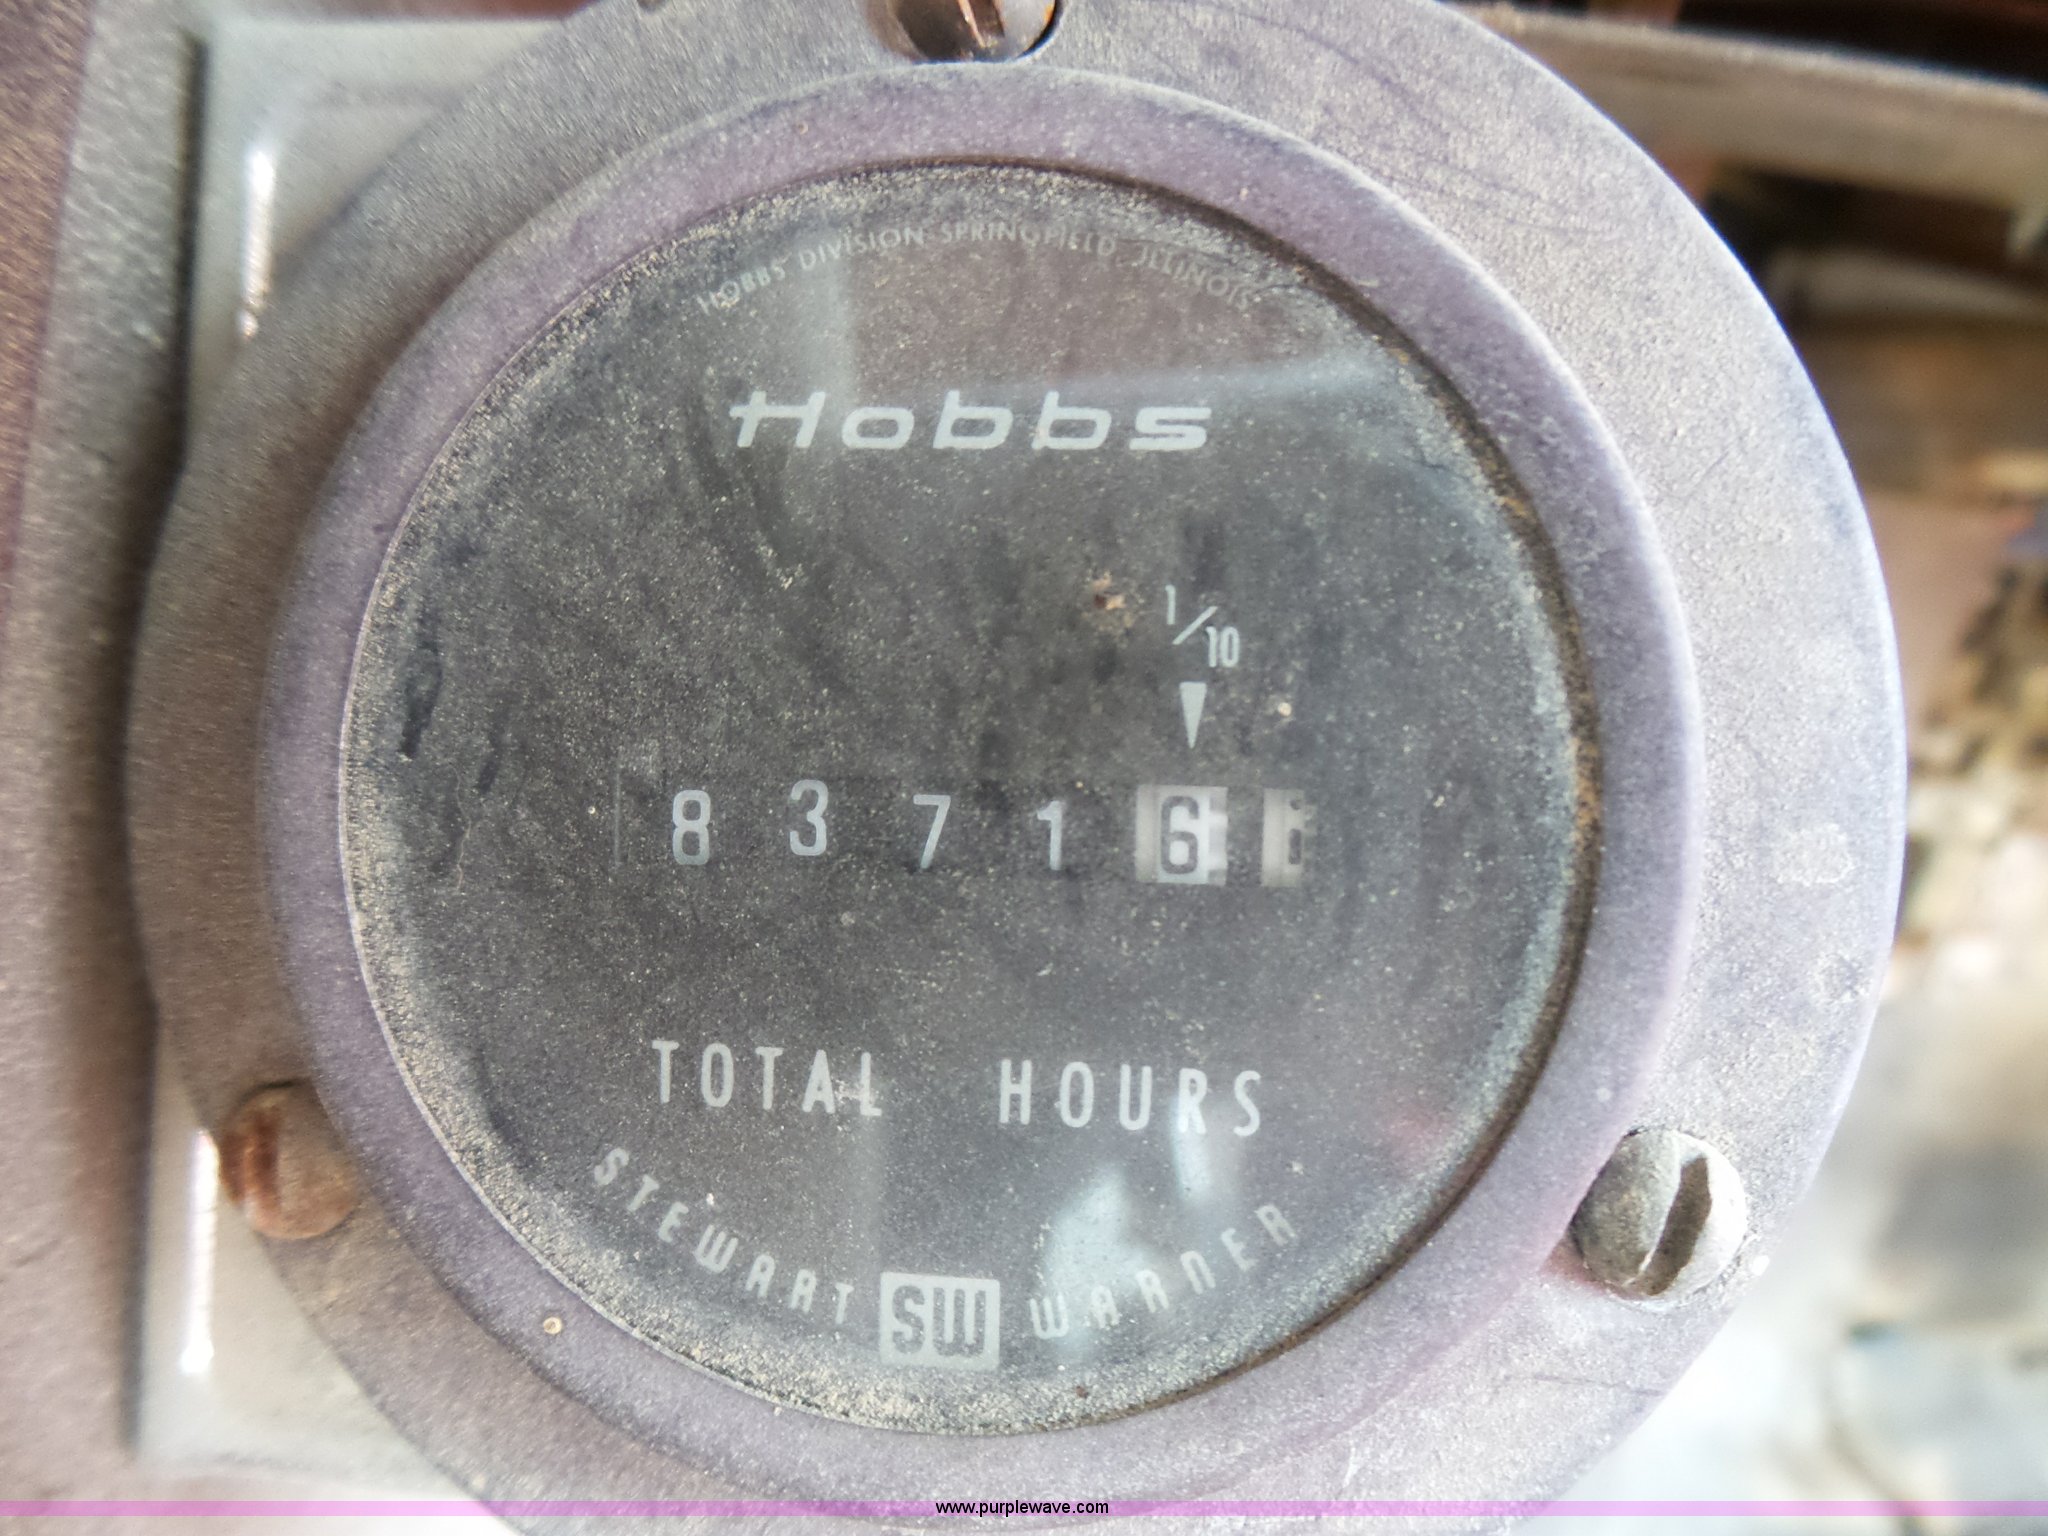 HOBBS DIVISION SPRINGFIELD, ILLINOIS
Hobbs
1/10
8 3 7 1 6
TOTAL HOURS
STEWART SW WARNER
www.purplewave.com